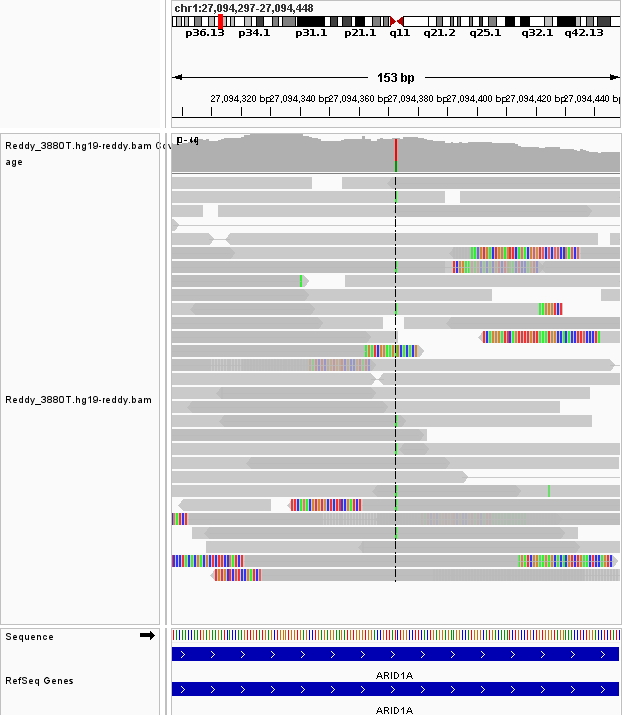 chr1:27,094,297-27,094,448
p36.13 p34.1 p31.1 p21.1 q11 q21.2 q25.1 q32.1 q42.13
153 bp
27,094,320 bp 27,094,340 bp 27,094,360 bp 27,094,380 bp 27,094,400 bp 27,094,420 bp 27,094,440 bp
Reddy_3880T.hg19-reddy.bam Cov
age
Reddy_3880T.hg19-reddy.bam
Sequence
ARID1A
RefSeq Genes
ARID1A